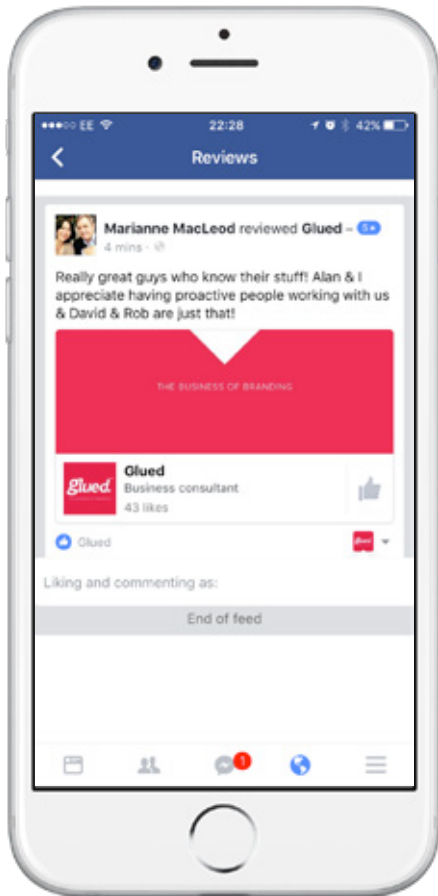 EE 22:28 42%
Reviews
Marianne MacLeod reviewed Glued – 5★
4 mins ·
Really great guys who know their stuff! Alan & I
appreciate having proactive people working with us
& David & Rob are just that!
THE BUSINESS OF BRANDING
glued.
Glued
Business consultant
43 likes
Glued
glued
Liking and commenting as:
End of feed
1